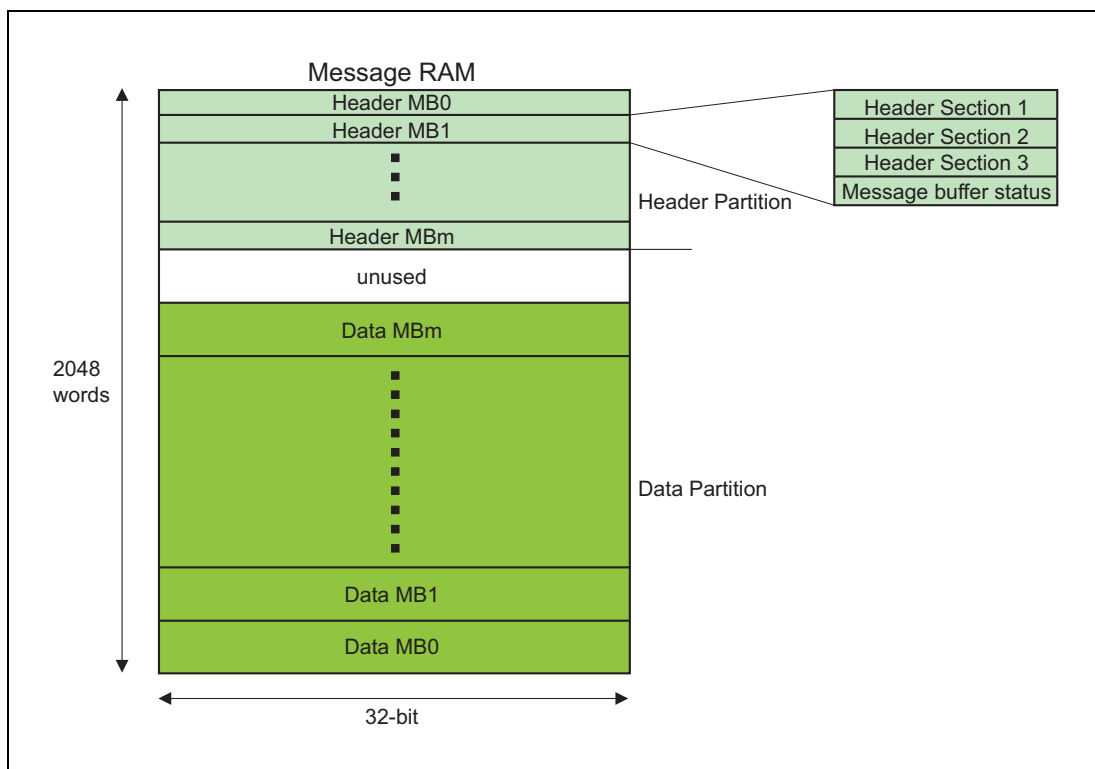 Message RAM
Header MB0
Header MB1
Header MBm
unused
Data MBm
Data MB1
Data MB0
2048
words
32-bit
Header Partition
Data Partition
Header Section 1
Header Section 2
Header Section 3
Message buffer status